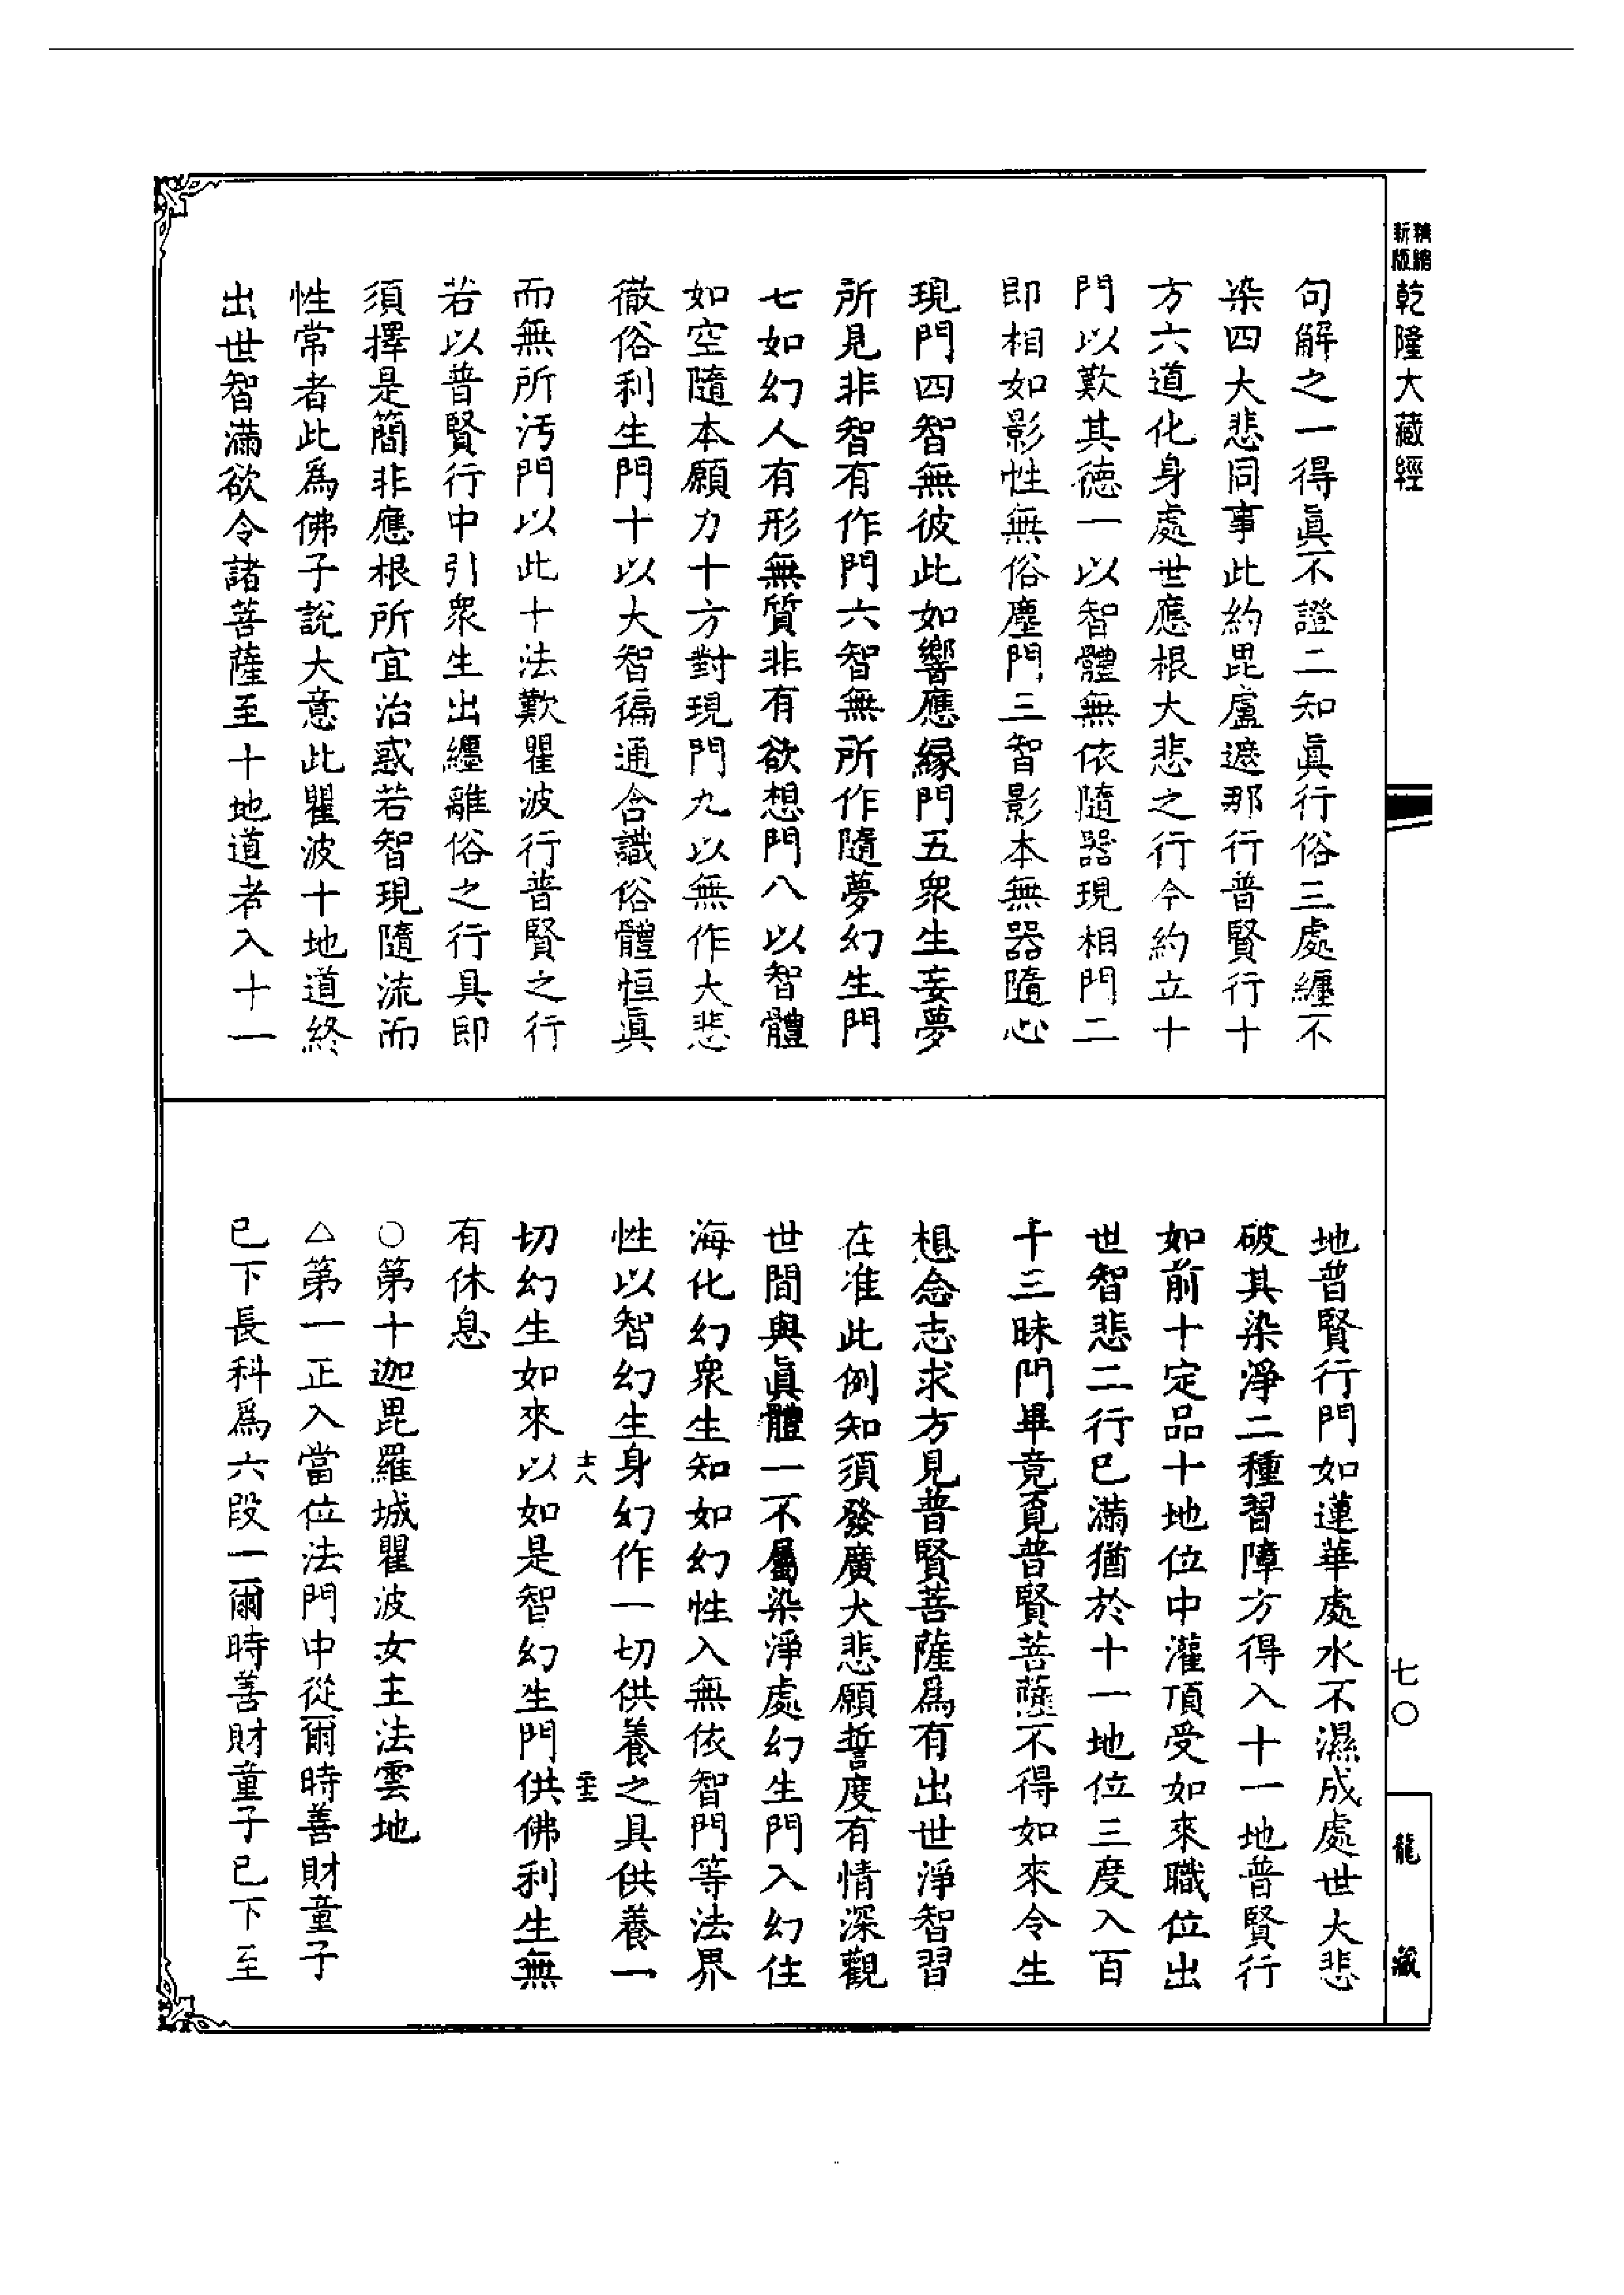 新版
精縮
乾隆大藏經
句解之一得眞不證二知眞行俗三處纏不
染四大悲同事此約毘盧遮那行普賢行十
方六道化身處世應根大悲之行今約立十
門以歎其德一以智體無依隨器現相門二
即相如影性無俗塵門三智影本無器隨心
現門四智無彼此如響應緣門五衆生妄夢
所見非智有作門六智無所作隨夢幻生門
七如幻人有形無質非有欲想門八以智體
如空隨本願力十方對現門九以無作大悲
徹俗利生門十以大智徧通含識俗體恒眞
而無所汚門以此十法歎瞿波行普賢之行
若以普賢行中引衆生出纏離俗之行具即
須擇是簡非應根所宜治惑若智現隨流而
性常者此爲佛子說大意此瞿波十地道終
出世智滿欲令諸菩薩至十地道者入十一
地普賢行門如蓮華處水不濕成處世大悲
破其染淨二種習障方得入十一地普賢行
如前十定品十地位中灌頂受如來職位出
世智悲二行已滿猶於十一地位三度入百
千三昧門畢竟覓普賢菩薩不得如來令生
想念志求方見普賢菩薩爲有出世淨智習
在准此例知須發廣大悲願誓度有情深觀
世間與眞體一不屬染淨處幻生門入幻住
海化幻衆生知如幻性入無依智門等法界
性以智幻生身幻作一切供養之具供養一
切幻生如來以如是智幻生門供佛利生無
有休息
○第十迦毘羅城瞿波女主法雲地
△第一正入當位法門中從爾時善財童子
已下長科爲六段一爾時善財童子已下至
七〇
龍藏